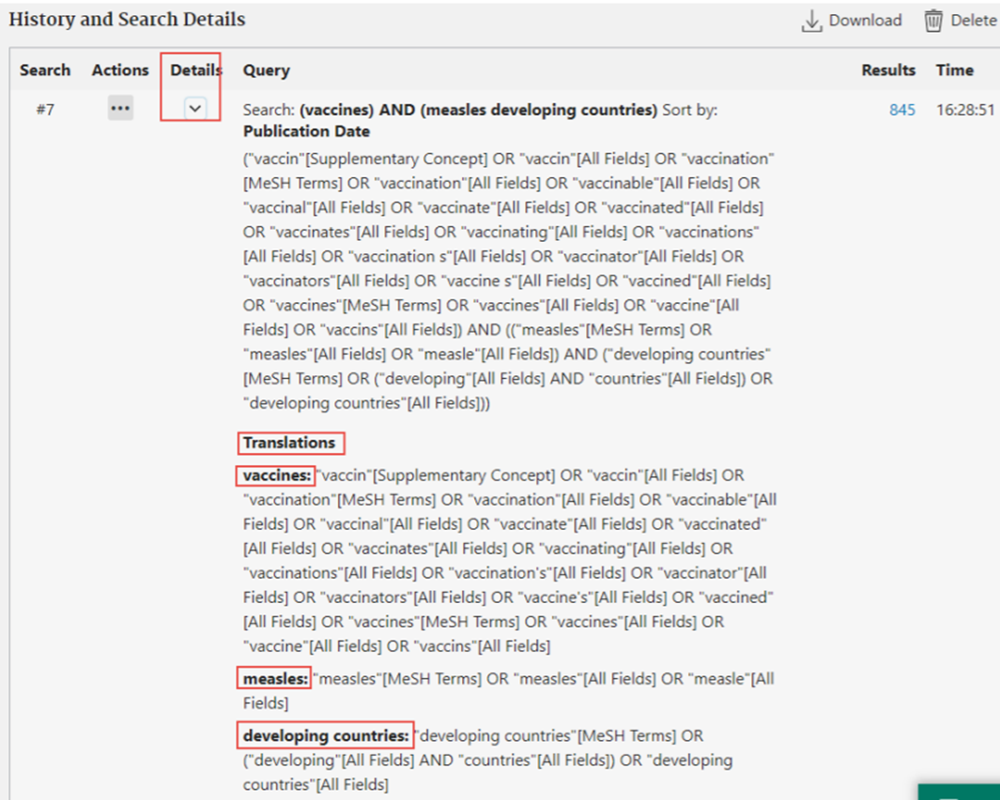 History and Search Details
Download
Delete
Search Actions Details Query Results Time
#7
Search: (vaccines) AND (measles developing countries) Sort by: 845 16:28:51
Publication Date
("vaccin"[Supplementary Concept] OR "vaccin"[All Fields] OR "vaccination"
[MeSH Terms] OR "vaccination"[All Fields] OR "vaccinable"[All Fields] OR
"vaccinal"[All Fields] OR "vaccinate"[All Fields] OR "vaccinated"[All Fields]
OR "vaccinates"[All Fields] OR "vaccinating"[All Fields] OR "vaccinations"
[All Fields] OR "vaccination s"[All Fields] OR "vaccinator"[All Fields] OR
"vaccinators"[All Fields] OR "vaccine s"[All Fields] OR "vaccined"[All Fields]
OR "vaccines"[MeSH Terms] OR "vaccines"[All Fields] OR "vaccine"[All
Fields] OR "vaccins"[All Fields]) AND (("measles"[MeSH Terms] OR
"measles"[All Fields] OR "measle"[All Fields]) AND ("developing countries"
[MeSH Terms] OR ("developing"[All Fields] AND "countries"[All Fields]) OR
"developing countries"[All Fields]))
Translations
vaccines: "vaccin"[Supplementary Concept] OR "vaccin"[All Fields] OR
"vaccination"[MeSH Terms] OR "vaccination"[All Fields] OR "vaccinable"[All
Fields] OR "vaccinal"[All Fields] OR "vaccinate"[All Fields] OR "vaccinated"
[All Fields] OR "vaccinates"[All Fields] OR "vaccinating"[All Fields] OR
"vaccinations"[All Fields] OR "vaccination's"[All Fields] OR "vaccinator"[All
Fields] OR "vaccinators"[All Fields] OR "vaccine's"[All Fields] OR "vaccined"
[All Fields] OR "vaccines"[MeSH Terms] OR "vaccines"[All Fields] OR
"vaccine"[All Fields] OR "vaccins"[All Fields]
measles: "measles"[MeSH Terms] OR "measles"[All Fields] OR "measle"[All
Fields]
developing countries: "developing countries"[MeSH Terms] OR
("developing"[All Fields] AND "countries"[All Fields]) OR "developing
countries"[All Fields]